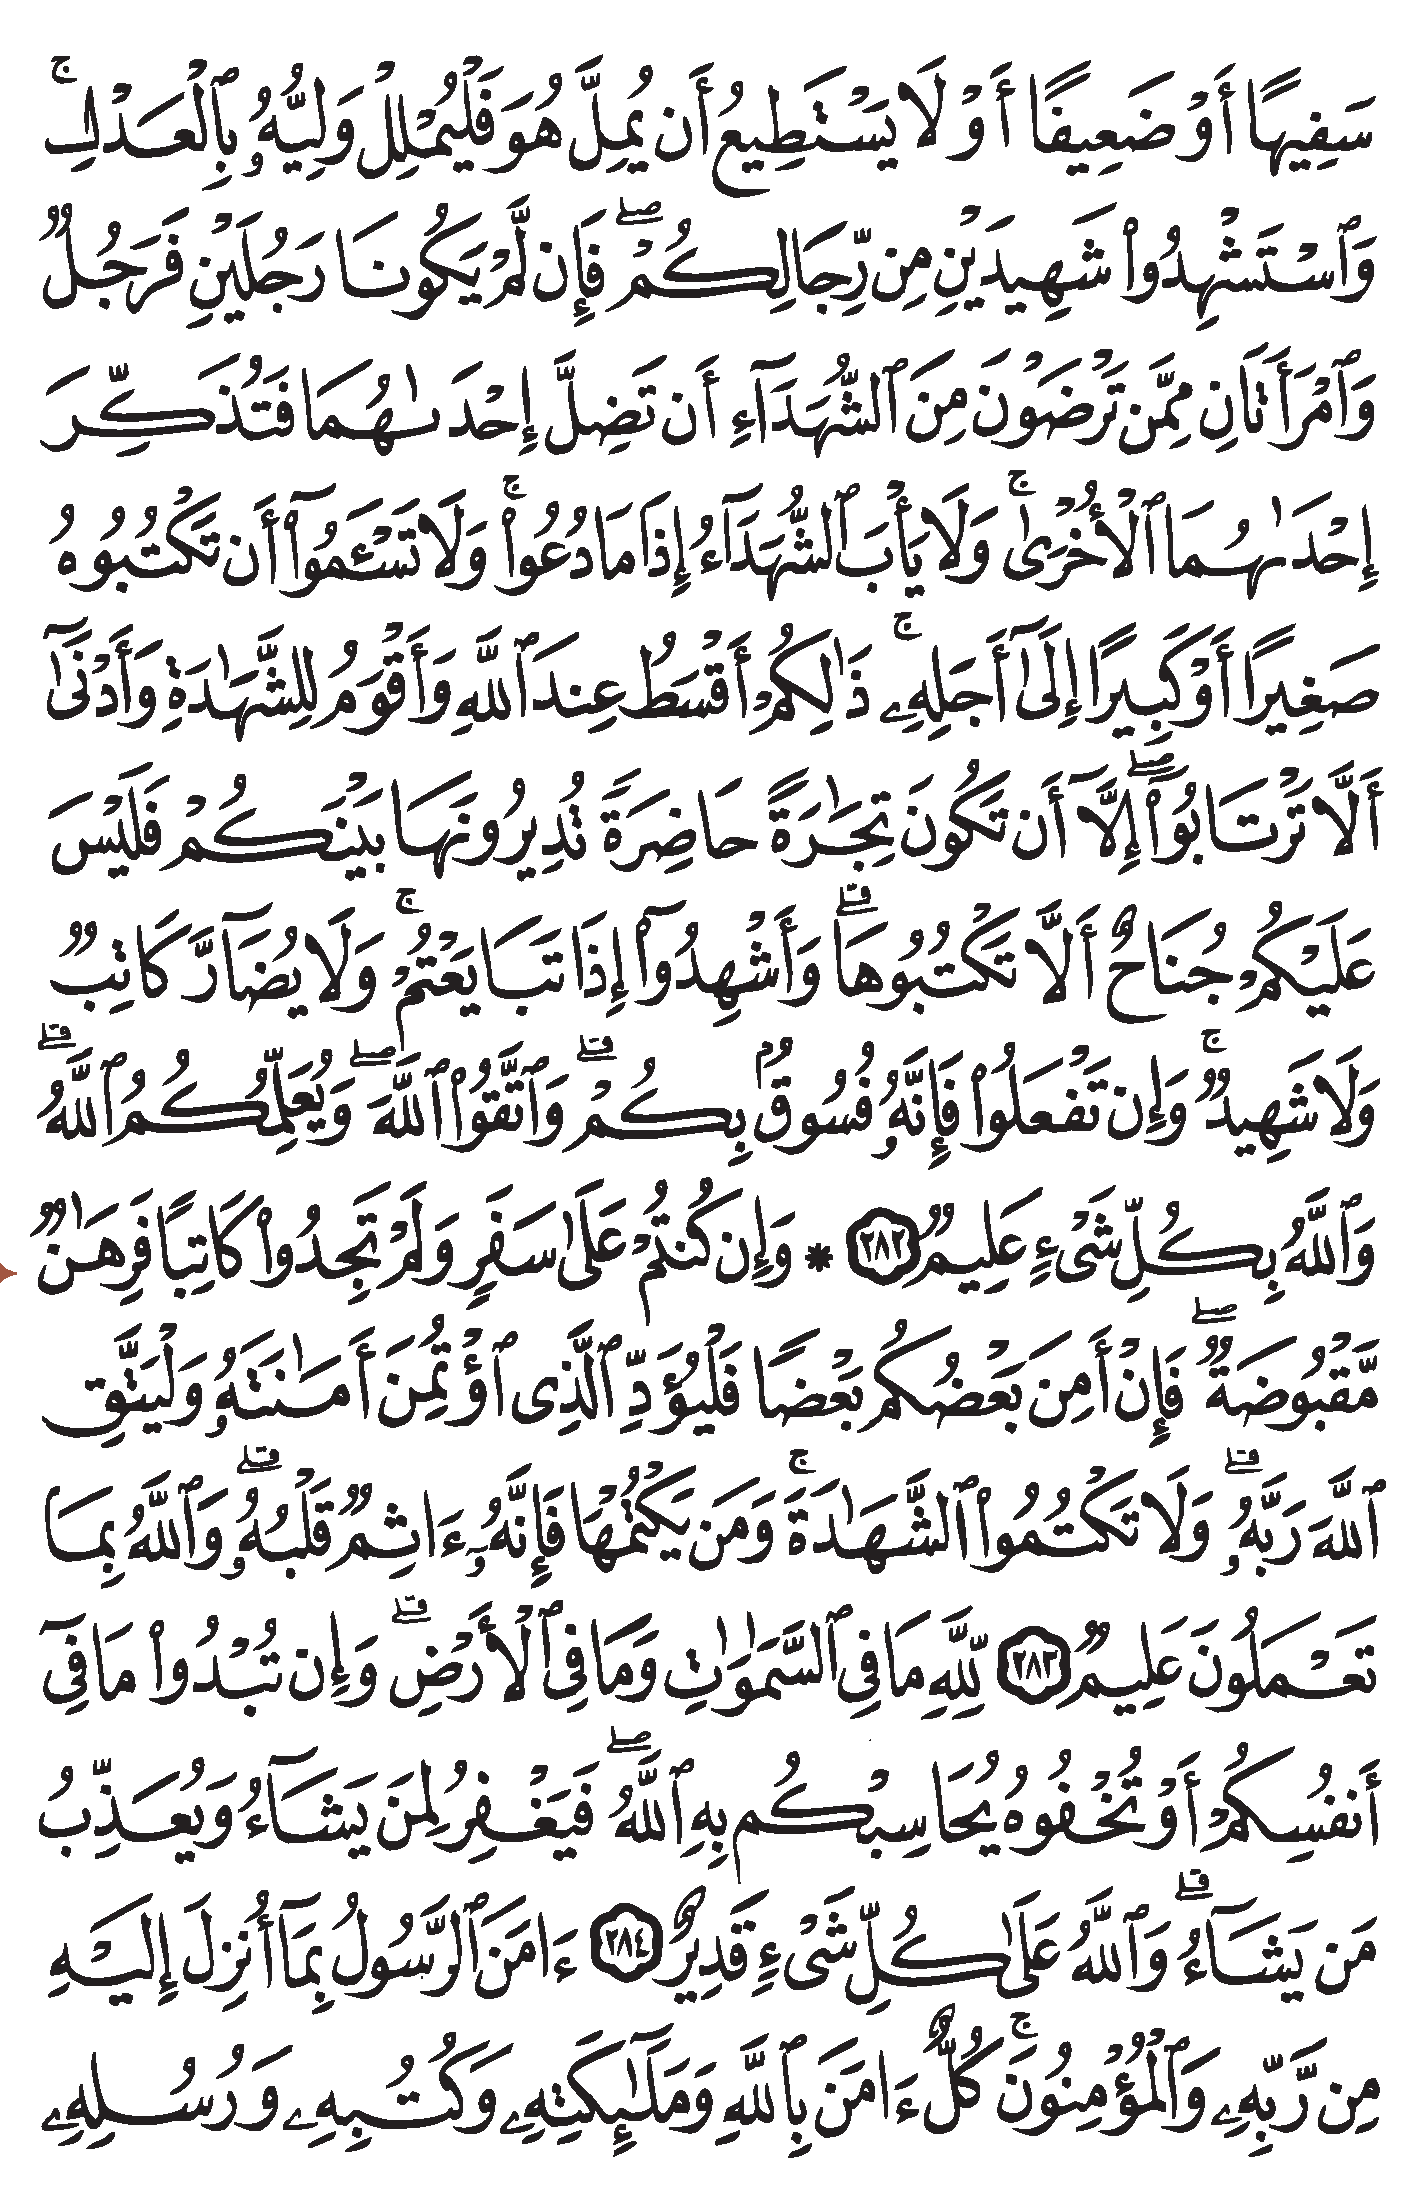 سَفِيهًا أَوْ ضَعِيفًا أَوْ لَا يَسْتَطِيعُ أَن يُمِلَّ هُوَ فَلْيُمْلِلْ وَلِيُّهُۥ بِٱلْعَدْلِۚ
وَٱسْتَشْهِدُوا۟ شَهِيدَيْنِ مِن رِّجَالِكُمْۖ فَإِن لَّمْ يَكُونَا رَجُلَيْنِ فَرَجُلٌ
وَٱمْرَأَتَانِ مِمَّن تَرْضَوْنَ مِنَ ٱلشُّهَدَآءِ أَن تَضِلَّ إِحْدَىٰهُمَا فَتُذَكِّرَ
إِحْدَىٰهُمَا ٱلْأُخْرَىٰۚ وَلَا يَأْبَ ٱلشُّهَدَآءُ إِذَا مَا دُعُوا۟ۚ وَلَا تَسْـَٔمُوٓا۟ أَن تَكْتُبُوهُ
صَغِيرًا أَوْ كَبِيرًا إِلَىٰٓ أَجَلِهِۦۚ ذَٰلِكُمْ أَقْسَطُ عِندَ ٱللَّهِ وَأَقْوَمُ لِلشَّهَٰدَةِ وَأَدْنَىٰٓ
أَلَّا تَرْتَابُوٓا۟ۖ إِلَّآ أَن تَكُونَ تِجَٰرَةً حَاضِرَةً تُدِيرُونَهَا بَيْنَكُمْ فَلَيْسَ
عَلَيْكُمْ جُنَاحٌ أَلَّا تَكْتُبُوهَاۗ وَأَشْهِدُوٓا۟ إِذَا تَبَايَعْتُمْۚ وَلَا يُضَآرَّ كَاتِبٌ
وَلَا شَهِيدٌۚ وَإِن تَفْعَلُوا۟ فَإِنَّهُۥ فُسُوقٌۢ بِكُمْۗ وَٱتَّقُوا۟ ٱللَّهَۖ وَيُعَلِّمُكُمُ ٱللَّهُۗ
وَٱللَّهُ بِكُلِّ شَىْءٍ عَلِيمٌ ٢٨٢ * وَإِن كُنتُمْ عَلَىٰ سَفَرٍ وَلَمْ تَجِدُوا۟ كَاتِبًا فَرِهَٰنٌ
مَّقْبُوضَةٌۖ فَإِنْ أَمِنَ بَعْضُكُم بَعْضًا فَلْيُؤَدِّ ٱلَّذِى ٱؤْتُمِنَ أَمَٰنَتَهُۥ وَلْيَتَّقِ
ٱللَّهَ رَبَّهُۥۗ وَلَا تَكْتُمُوا۟ ٱلشَّهَٰدَةَۚ وَمَن يَكْتُمْهَا فَإِنَّهُۥٓ ءَاثِمٌ قَلْبُهُۥۗ وَٱللَّهُ بِمَا
تَعْمَلُونَ عَلِيمٌ ٢٨٣ لِّلَّهِ مَا فِى ٱلسَّمَٰوَٰتِ وَمَا فِى ٱلْأَرْضِۗ وَإِن تُبْدُوا۟ مَا فِىٓ
أَنفُسِكُمْ أَوْ تُخْفُوهُ يُحَاسِبْكُم بِهِ ٱللَّهُۖ فَيَغْفِرُ لِمَن يَشَآءُ وَيُعَذِّبُ
مَن يَشَآءُۗ وَٱللَّهُ عَلَىٰ كُلِّ شَىْءٍ قَدِيرٌ ٢٨٤ ءَامَنَ ٱلرَّسُولُ بِمَآ أُنزِلَ إِلَيْهِ
مِن رَّبِّهِۦ وَٱلْمُؤْمِنُونَۚ كُلٌّ ءَامَنَ بِٱللَّهِ وَمَلَٰٓئِكَتِهِۦ وَكُتُبِهِۦ وَرُسُلِهِۦ